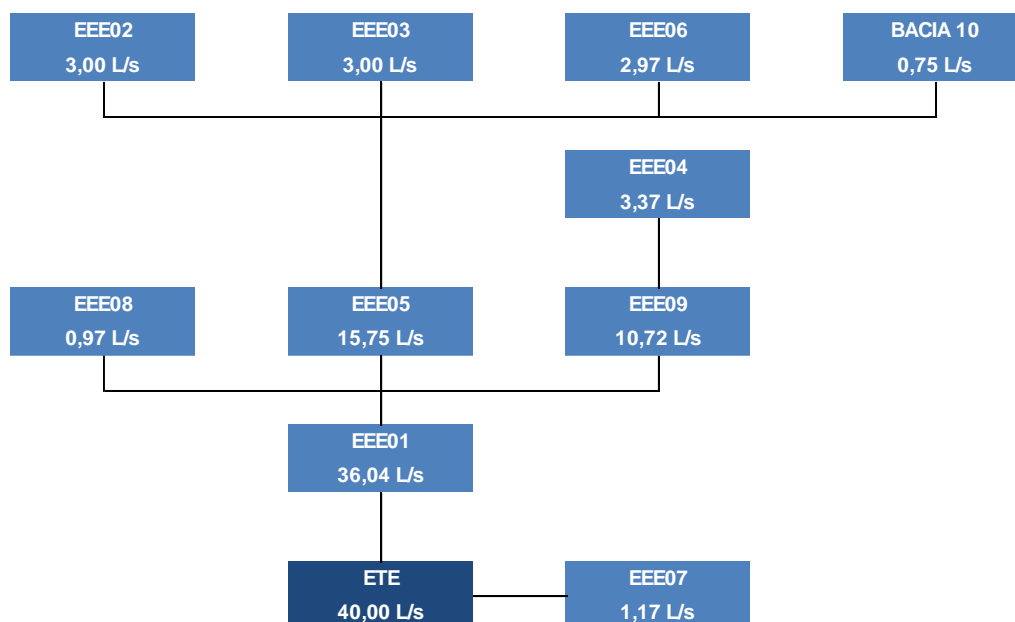 EEE02
3,00 L/s
EEE03
3,00 L/s
EEE06
2,97 L/s
BACIA 10
0,75 L/s
EEE04
3,37 L/s
EEE08
0,97 L/s
EEE05
15,75 L/s
EEE09
10,72 L/s
EEE01
36,04 L/s
ETE
40,00 L/s
EEE07
1,17 L/s